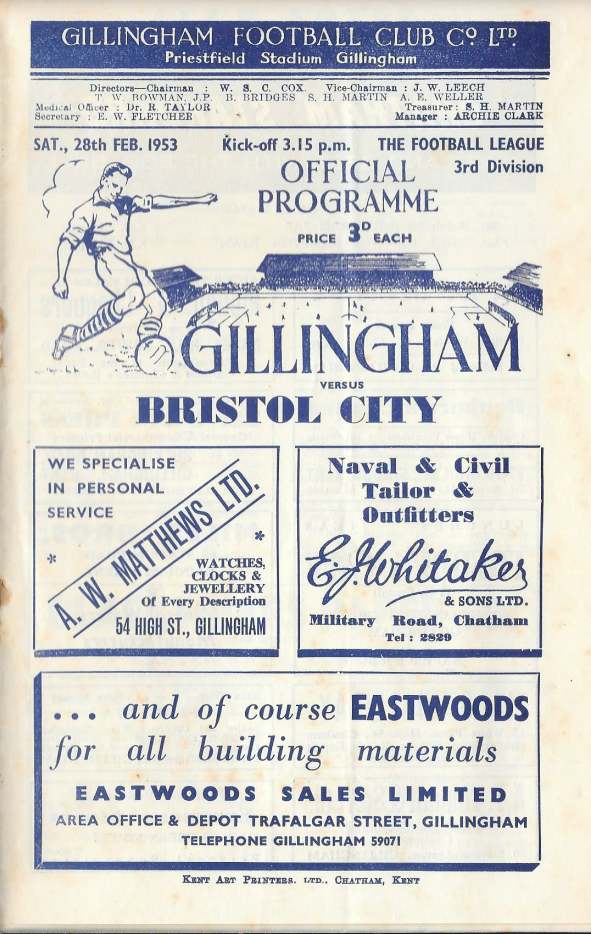 GILLINGHAM FOOTBALL CLUB Co. LTD.
Priestfield Stadium Gillingham
Directors—Chairman : W. S. C. COX. Vice-Chairman : J. W. LEECH
T. W. BOWMAN, J.P. B. BRIDGES S. H. MARTIN A. E. WELLER
Medical Officer : Dr. R. TAYLOR Treasurer: S. H. MARTIN
Secretary : E. W. FLETCHER Manager : ARCHIE CLARK
SAT., 28th FEB. 1953 Kick-off 3.15 p.m. THE FOOTBALL LEAGUE
3rd Division
OFFICIAL
PROGRAMME
PRICE 3D EACH
GILLINGHAM
VERSUS
BRISTOL CITY
WE SPECIALISE
IN PERSONAL
SERVICE
A. W. MATTHEWS LTD.
* *
WATCHES,
CLOCKS &
JEWELLERY
Of Every Description
54 HIGH ST., GILLINGHAM
Naval & Civil
Tailor &
Outfitters
E. J. Whitaker
& SONS LTD.
Military Road, Chatham
Tel : 2829
... and of course EASTWOODS
for all building materials
EASTWOODS SALES LIMITED
AREA OFFICE & DEPOT TRAFALGAR STREET, GILLINGHAM
TELEPHONE GILLINGHAM 59071
KENT ART PRINTERS. LTD., CHATHAM, KENT